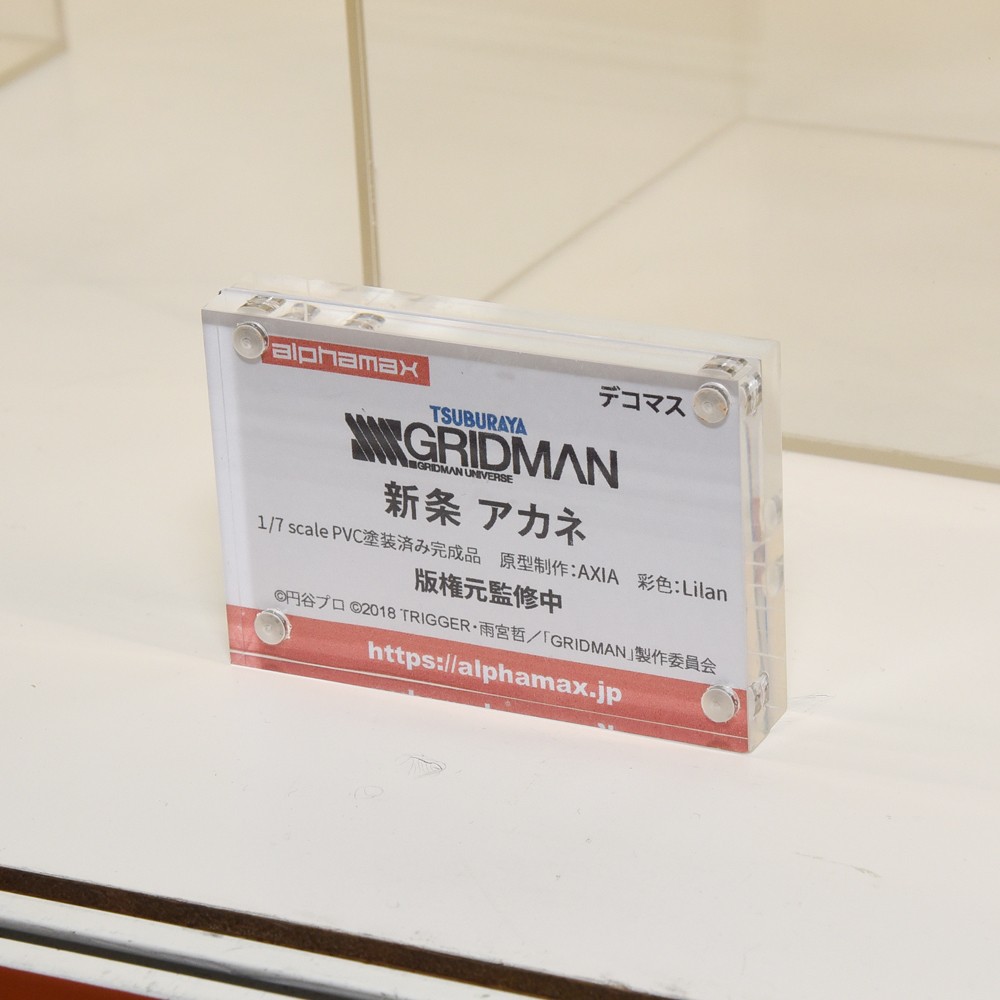 alphamax
デコマス
TSUBURAYA
GRIDMAN
GRIDMAN UNIVERSE
新条 アカネ
1/7 scale PVC塗装済み完成品 原型制作:AXIA 彩色:Lilan
版権元監修中
©円谷プロ ©2018 TRIGGER・雨宮哲/「GRIDMAN」製作委員会
https://alphamax.jp